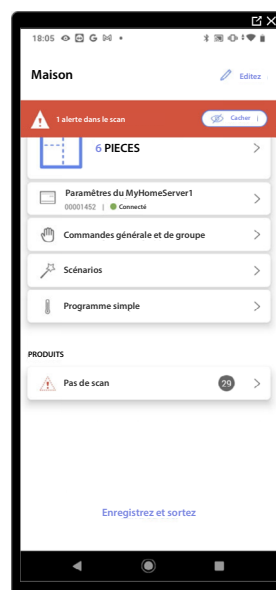 18:05
Maison
Editez
1 alerte dans le scan
Cacher
6 PIECES
Paramètres du MyHomeServer1
00001452 | Connecté
Commandes générale et de groupe
Scénarios
Programme simple
PRODUITS
Pas de scan
29
Enregistrez et sortez